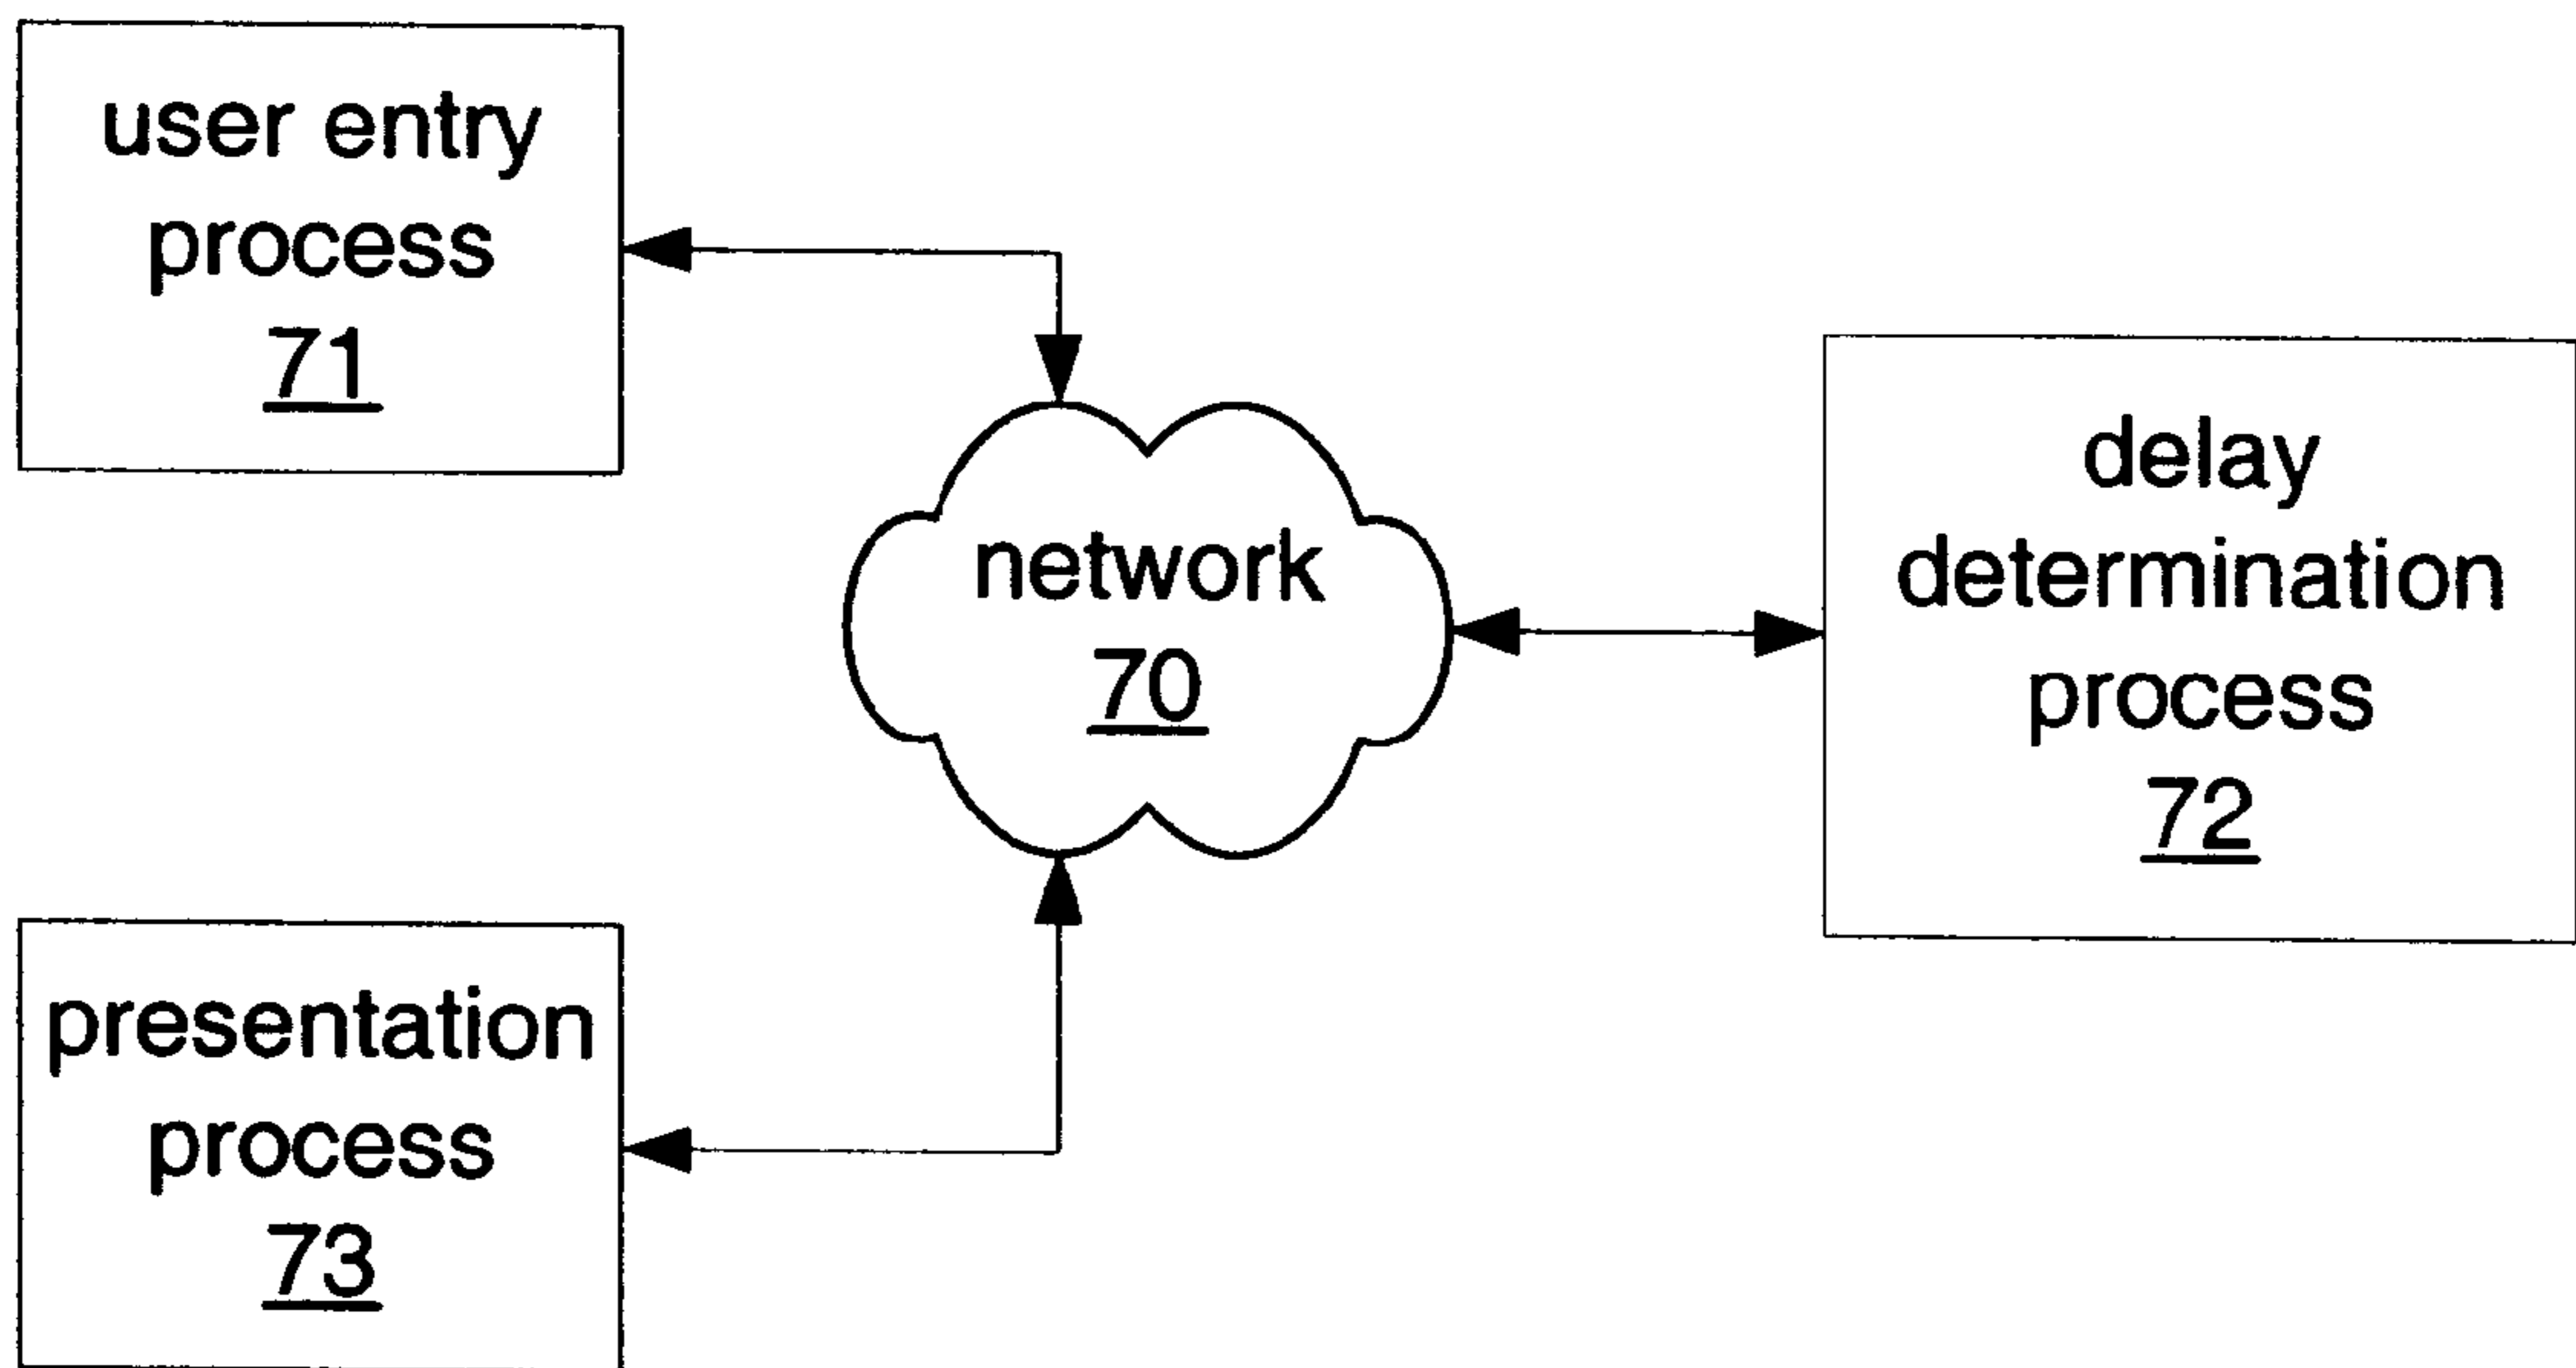 user entry
process
71
network
70
delay
determination
process
72
presentation
process
73